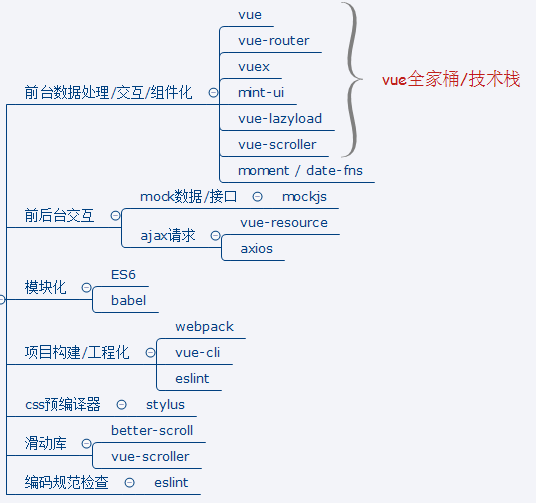 vue
vue-router
vuex
前台数据处理/交互/组件化
mint-ui
vue全家桶/技术栈
vue-lazyload
vue-scroller
moment / date-fns
前后台交互
mock数据/接口
mockjs
ajax请求
vue-resource
axios
模块化
ES6
babel
项目构建/工程化
webpack
vue-cli
eslint
css预编译器
stylus
滑动库
better-scroll
vue-scroller
编码规范检查
eslint